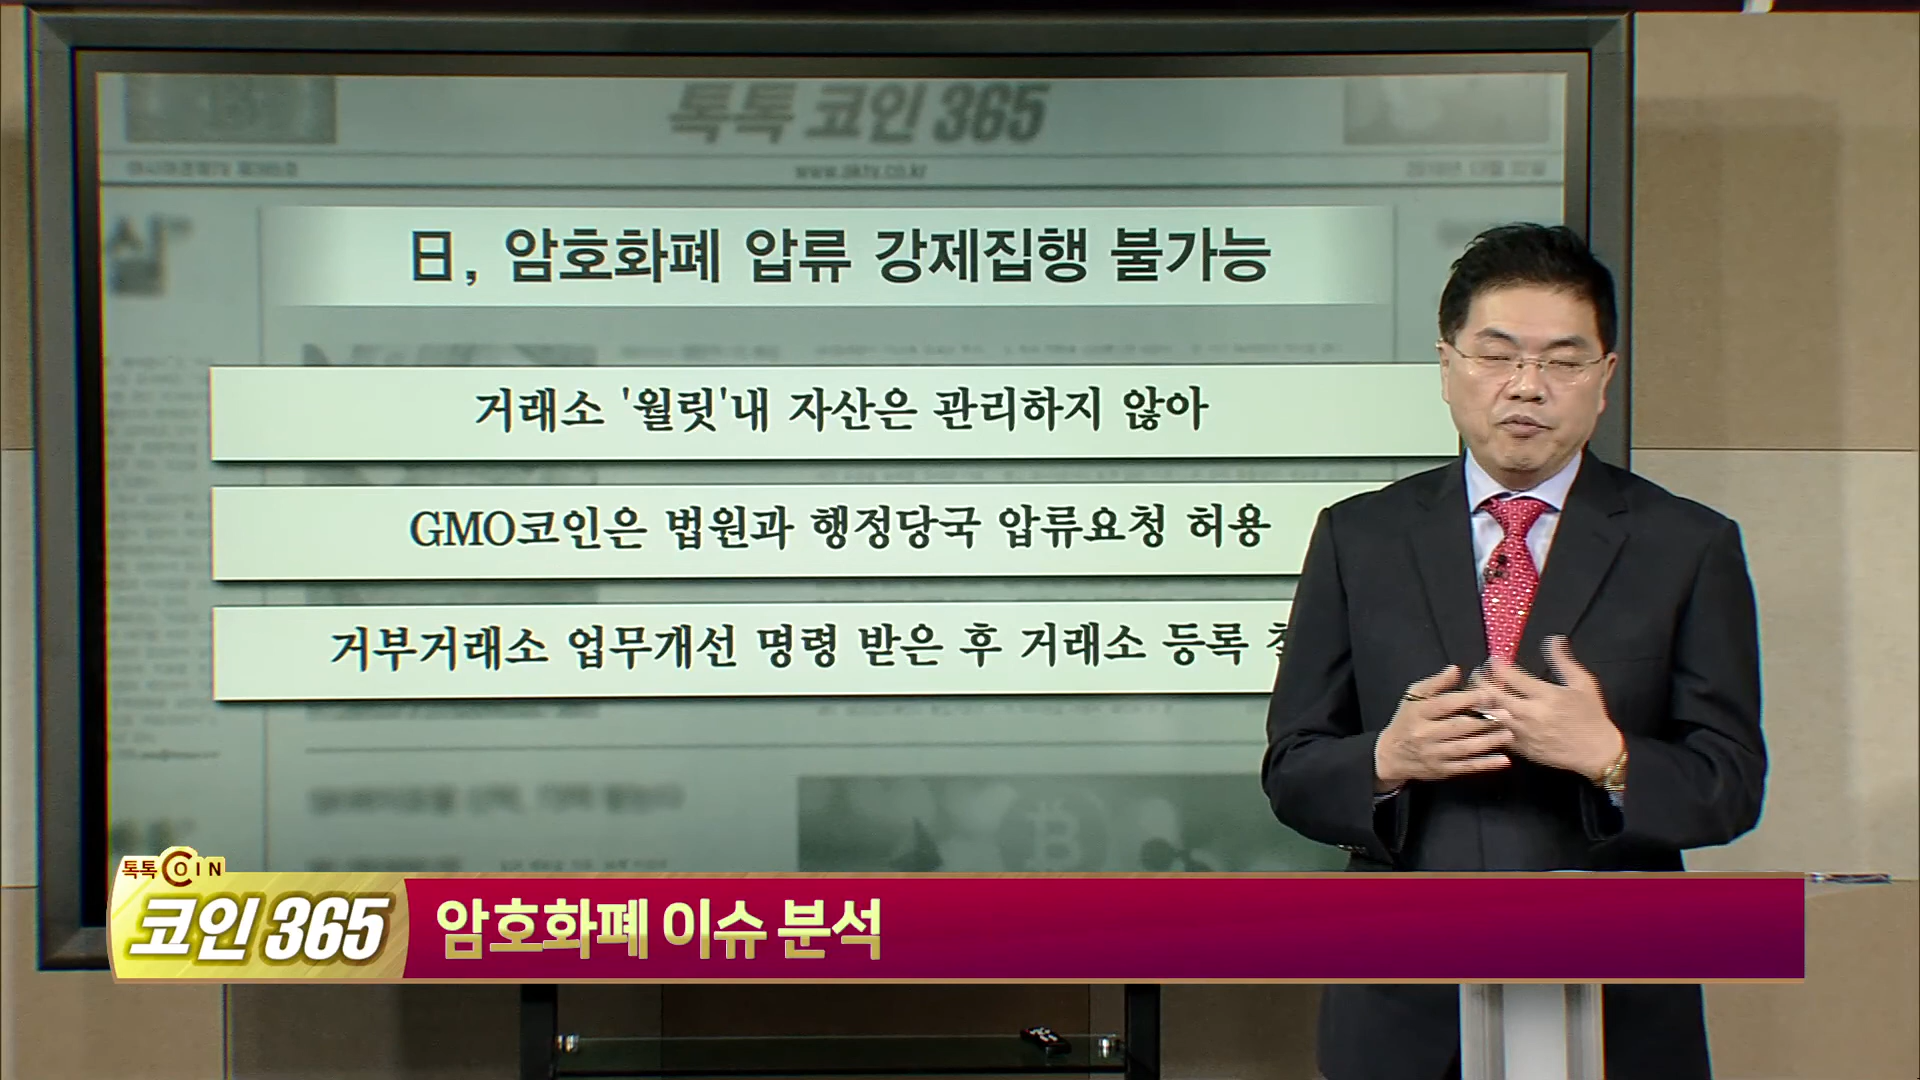 톡톡 코인 365
www.aktv.co.kr
日, 암호화폐 압류 강제집행 불가능
거래소 '월릿'내 자산은 관리하지 않아
GMO코인은 법원과 행정당국 압류요청 허용
거부거래소 업무개선 명령 받은 후 거래소 등록
톡톡 COIN
코인 365
암호화폐 이슈 분석